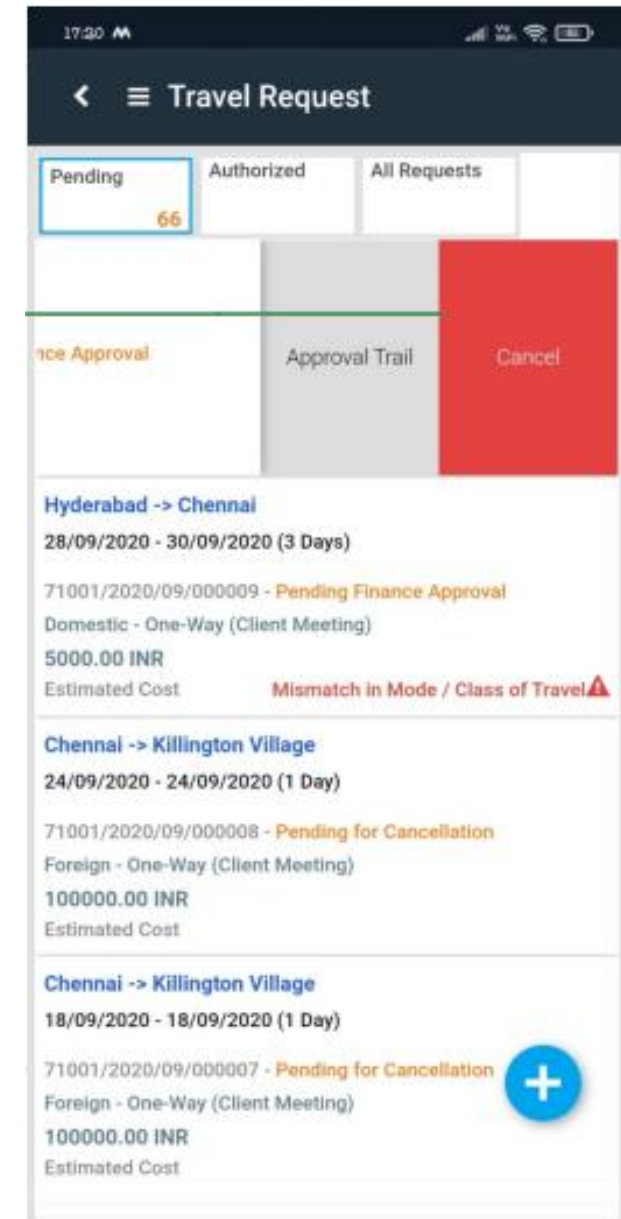 17:20
Travel Request
Pending Authorized All Requests
66
nce Approval Approval Trail Cancel
Hyderabad -> Chennai
28/09/2020 - 30/09/2020 (3 Days)
71001/2020/09/000009 - Pending Finance Approval
Domestic - One-Way (Client Meeting)
5000.00 INR
Estimated Cost Mismatch in Mode / Class of Travel
Chennai -> Killington Village
24/09/2020 - 24/09/2020 (1 Day)
71001/2020/09/000008 - Pending for Cancellation
Foreign - One-Way (Client Meeting)
100000.00 INR
Estimated Cost
Chennai -> Killington Village
18/09/2020 - 18/09/2020 (1 Day)
71001/2020/09/000007 - Pending for Cancellation
Foreign - One-Way (Client Meeting)
100000.00 INR
Estimated Cost